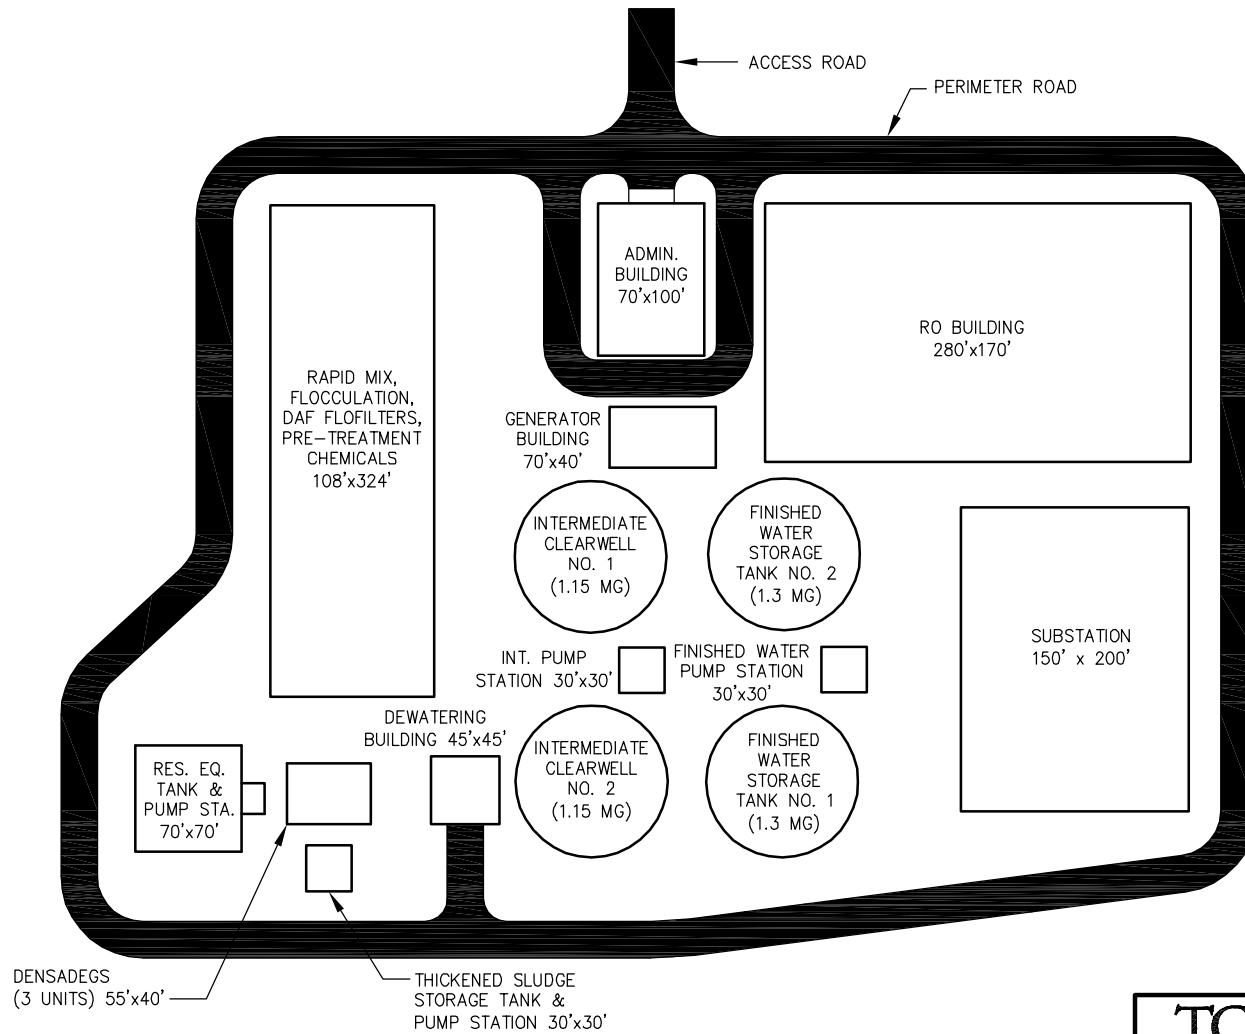 ACCESS ROAD
PERIMETER ROAD
ADMIN.
BUILDING
70'x100'
RO BUILDING
280'x170'
RAPID MIX,
FLOCCULATION,
DAF FLOFILTERS,
PRE-TREATMENT
CHEMICALS
108'x324'
GENERATOR
BUILDING
70'x40'
INTERMEDIATE
CLEARWELL
NO. 1
(1.15 MG)
FINISHED
WATER
STORAGE
TANK NO. 2
(1.3 MG)
SUBSTATION
150' x 200'
INT. PUMP
STATION 30'x30'
FINISHED WATER
PUMP STATION
30'x30'
DEWATERING
BUILDING 45'x45'
INTERMEDIATE
CLEARWELL
NO. 2
(1.15 MG)
FINISHED
WATER
STORAGE
TANK NO. 1
(1.3 MG)
RES. EQ.
TANK &
PUMP STA.
70'x70'
DENSADEGS
(3 UNITS) 55'x40'
THICKENED SLUDGE
STORAGE TANK &
PUMP STATION 30'x30'